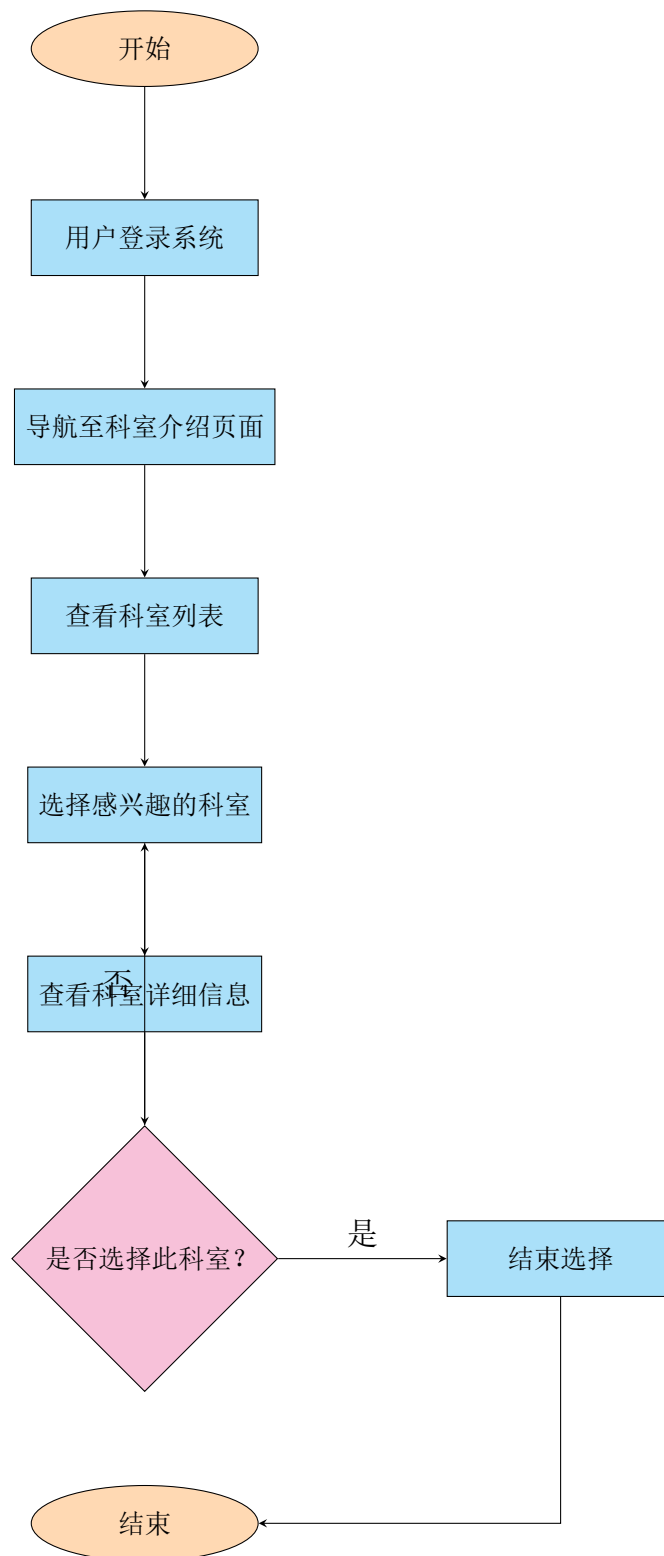 开始
用户登录系统
导航至科室介绍页面
查看科室列表
选择感兴趣的科室
否
查看科室详细信息
是否选择此科室？
是
结束选择
结束